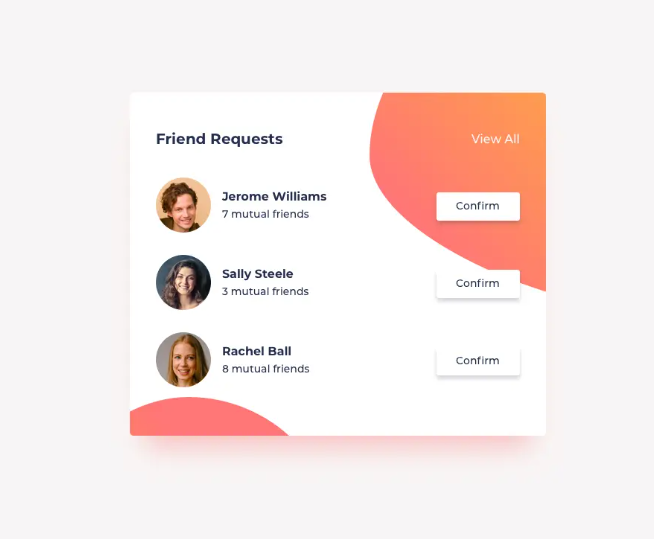 Friend Requests
View All
Jerome Williams
7 mutual friends
Confirm
Sally Steele
3 mutual friends
Confirm
Rachel Ball
8 mutual friends
Confirm